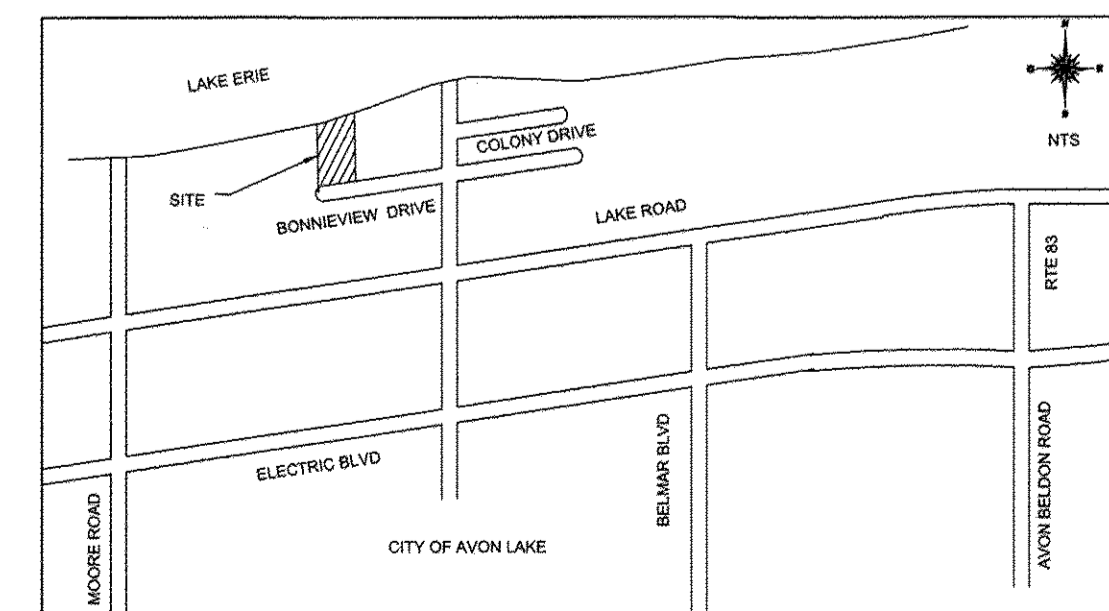 LAKE ERIE
N
NTS
COLONY DRIVE
SITE
BONNIEVIEW DRIVE
LAKE ROAD
RTE 83
ELECTRIC BLVD
BELMAR BLVD
AVON BELDON ROAD
MOORE ROAD
CITY OF AVON LAKE